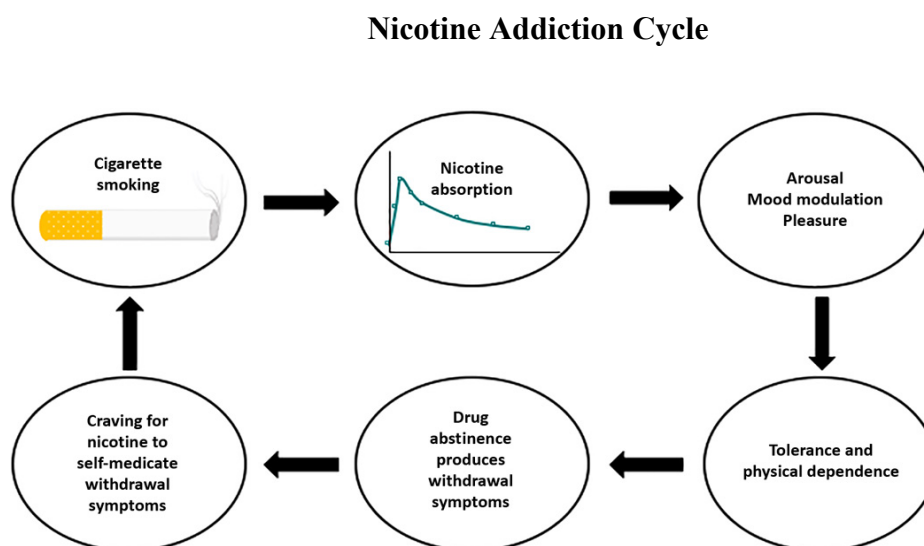 Nicotine Addiction Cycle
Cigarette
smoking
Nicotine
absorption
Arousal
Mood modulation
Pleasure
Tolerance and
physical dependence
Drug
abstinence
produces
withdrawal
symptoms
Craving for
nicotine to
self-medicate
withdrawal
symptoms